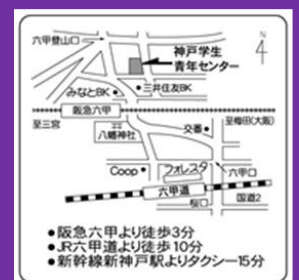 六甲登山口
神戸学生
青年センター
N
4
みなとBK
三井住友BK
阪急六甲
至三宮
八幡神社
交番
至梅田(大阪)
Coop
フォレスタ
六甲口
六甲道
桜口
国道2
●阪急六甲より徒歩3分
●JR六甲道より徒歩10分
●新幹線新神戸駅よりタクシー15分